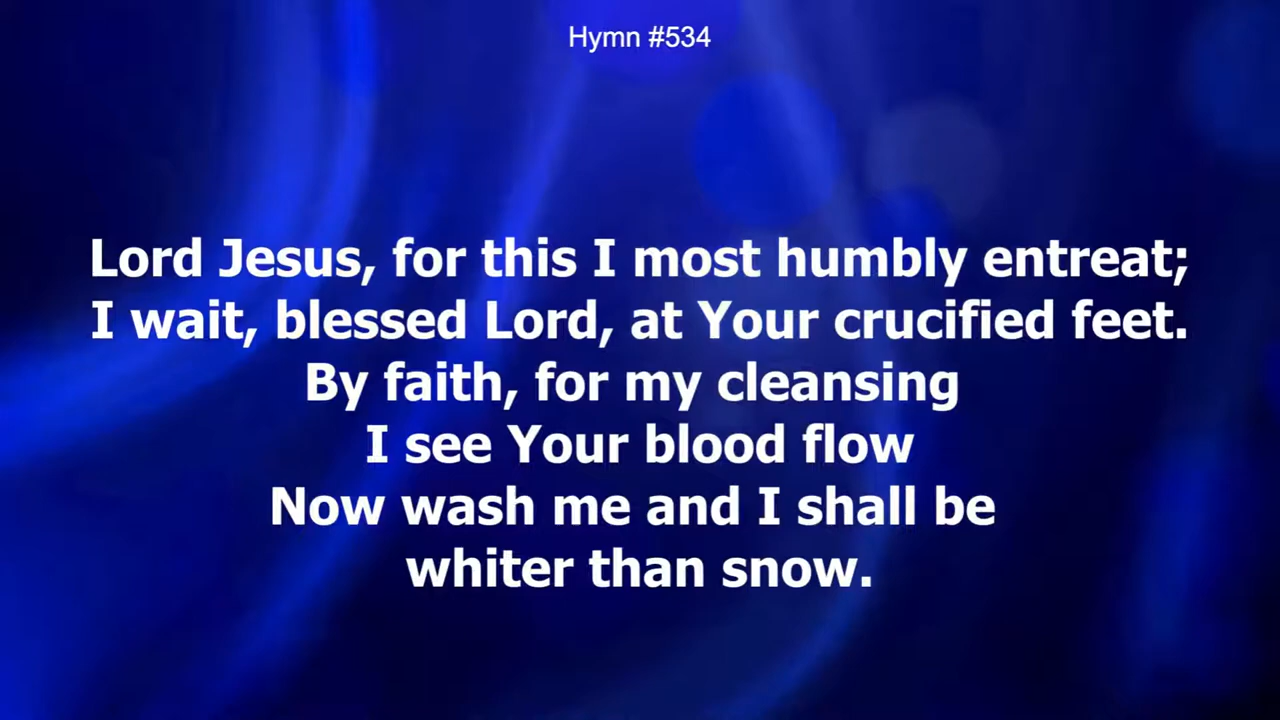 Hymn #534
Lord Jesus, for this I most humbly entreat;
I wait, blessed Lord, at Your crucified feet.
By faith, for my cleansing
I see Your blood flow
Now wash me and I shall be
whiter than snow.